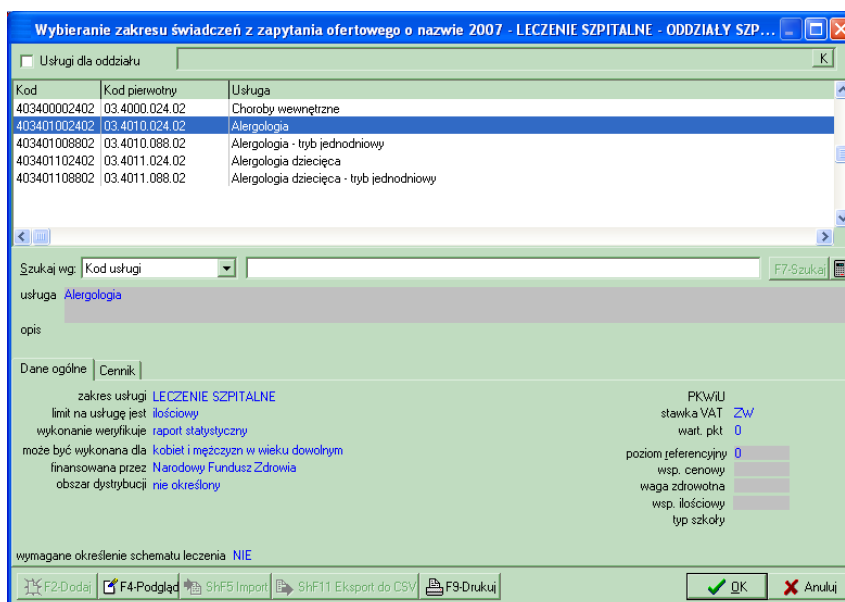 Wybieranie zakresu świadczeń z zapytania ofertowego o nazwie 2007 - LECZENIE SZPITALNE - ODDZIAŁY SZP...
Usługi dla oddziału K
Kod Kod pierwotny Usługa
403400002402 03.4000.024.02 Choroby wewnętrzne
403401002402 03.4010.024.02 Alergologia
403401008802 03.4010.088.02 Alergologia - tryb jednodniowy
403401102402 03.4011.024.02 Alergologia dziecięca
403401108802 03.4011.088.02 Alergologia dziecięca - tryb jednodniowy
Szukaj wg: Kod usługi F7-Szukaj
usługa Alergologia
opis
Dane ogólne Cennik
zakres usługi LECZENIE SZPITALNE PKWiU
limit na usługę jest ilościowy stawka VAT ZW
wykonanie weryfikuje raport statystyczny wart. pkt 0
może być wykonana dla kobiet i mężczyzn w wieku dowolnym poziom referencyjny 0
finansowana przez Narodowy Fundusz Zdrowia wsp. cenowy
obszar dystrybucji nie określony waga zdrowotna
wsp. ilościowy
typ szkoły
wymagane określenie schematu leczenia NIE
F2-Dodaj F4-Podgląd ShF5 Import ShF11 Eksport do CSV F9-Drukuj OK Anuluj